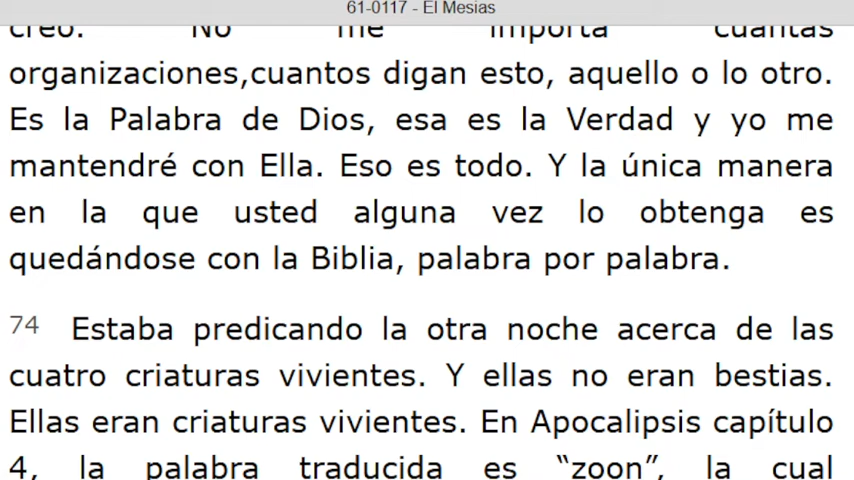 61-0117 - El Mesias
creo. No me importa cuantas
organizaciones,cuantos digan esto, aquello o lo otro.
Es la Palabra de Dios, esa es la Verdad y yo me
mantendré con Ella. Eso es todo. Y la única manera
en la que usted alguna vez lo obtenga es
quedándose con la Biblia, palabra por palabra.
74 Estaba predicando la otra noche acerca de las
cuatro criaturas vivientes. Y ellas no eran bestias.
Ellas eran criaturas vivientes. En Apocalipsis capítulo
4, la palabra traducida es “zoon”, la cual